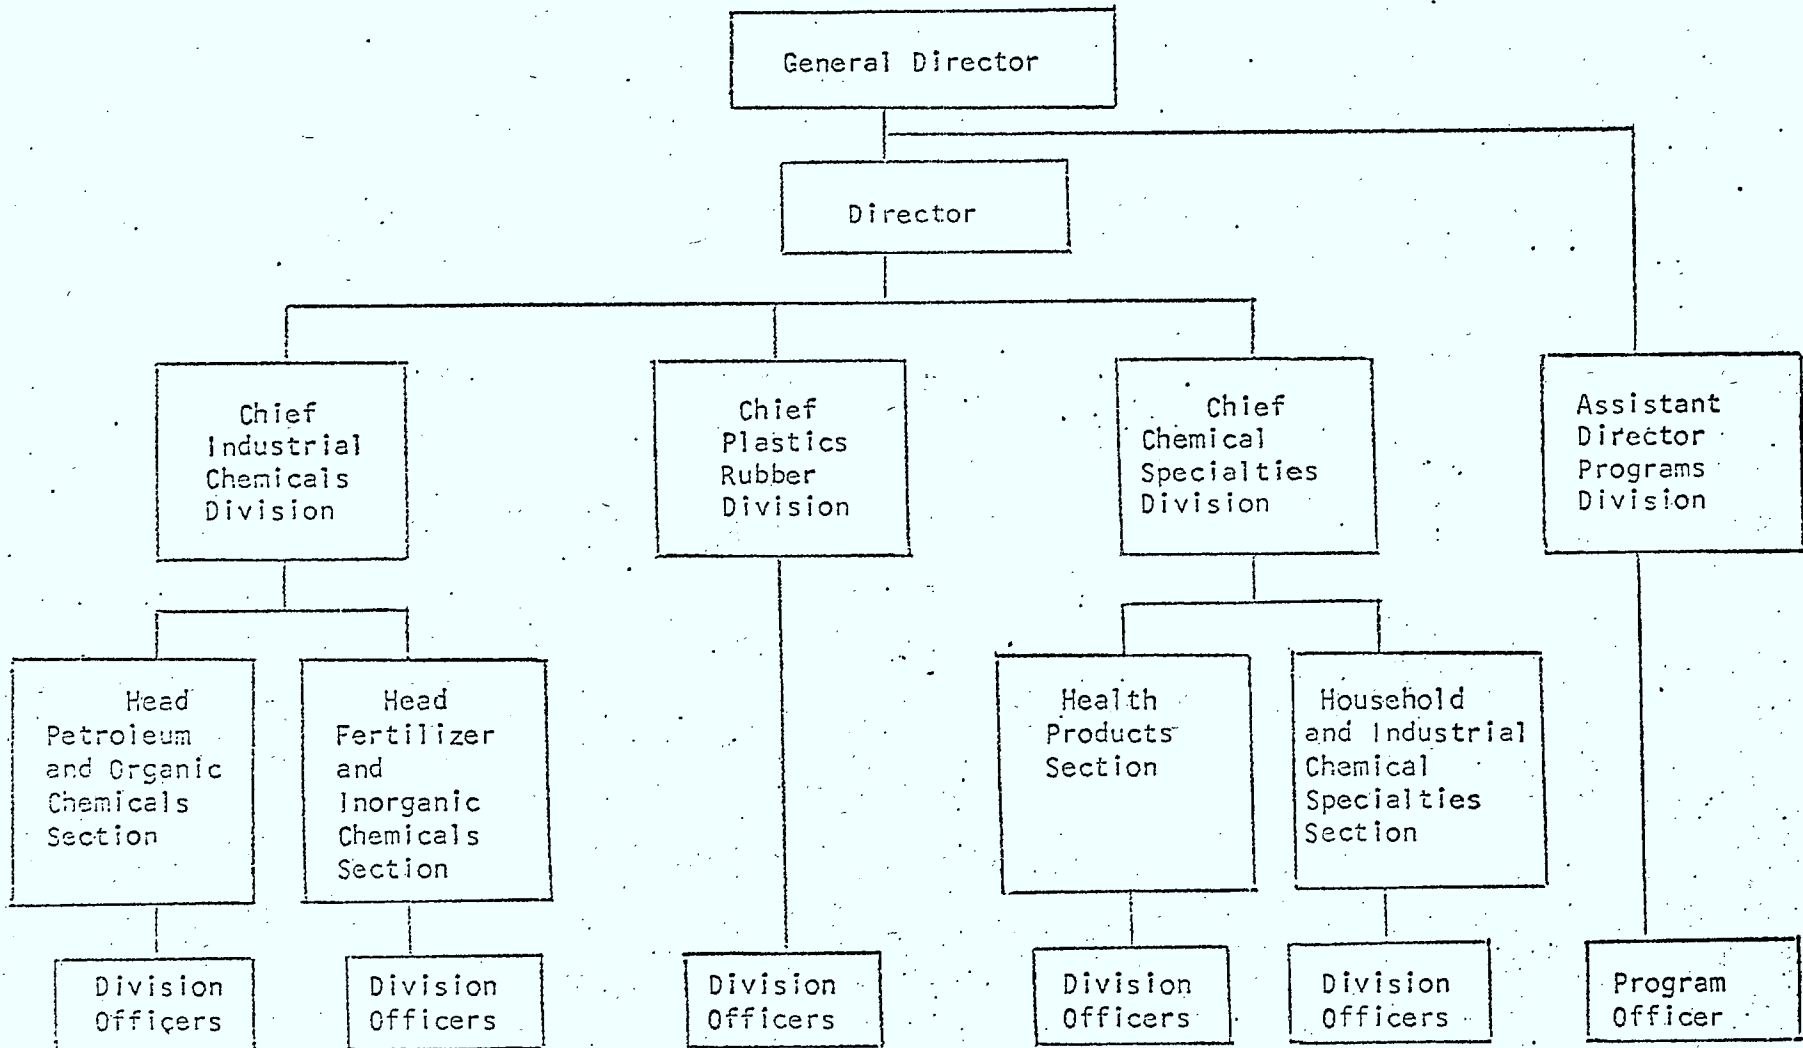 General Director
Director
Chief
Industrial
Chemicals
Division
Chief
Plastics
Rubber
Division
Chief
Chemical
Specialties
Division
Assistant
Director
Programs
Division
Head
Petroleum
and Organic
Chemicals
Section
Head
Fertilizer
and
Inorganic
Chemicals
Section
Health
Products
Section
Household
and Industrial
Chemical
Specialties
Section
Division
Officers
Division
Officers
Division
Officers
Division
Officers
Division
Officers
Program
Officer